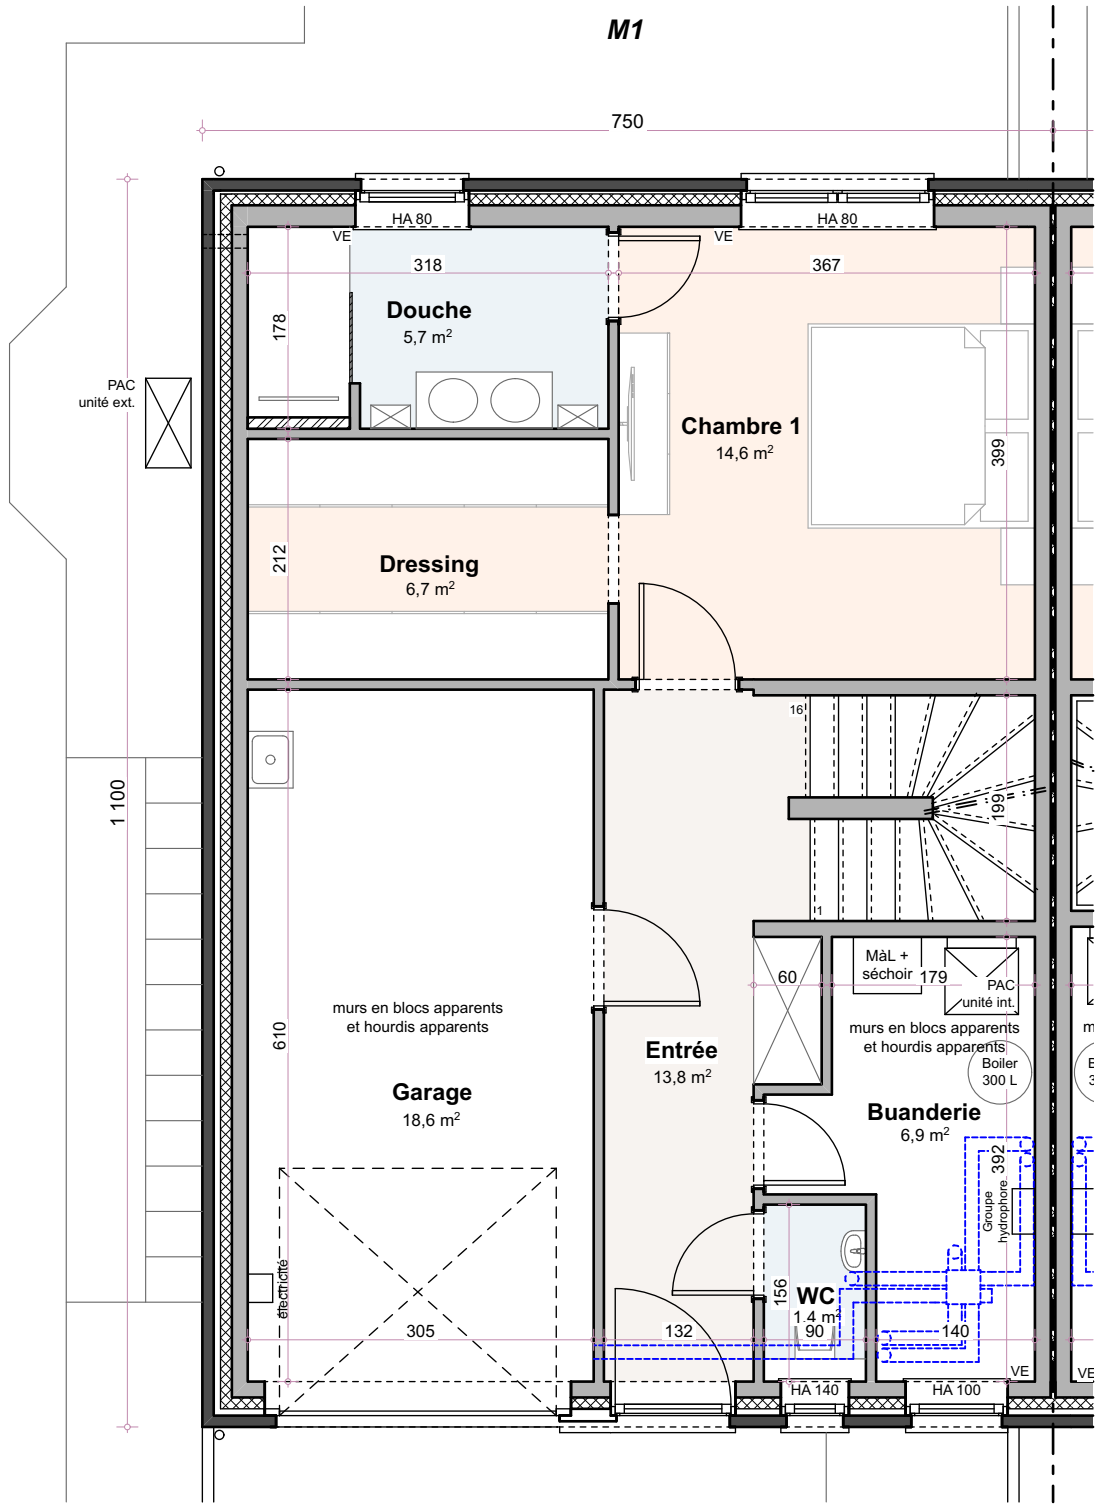 M1
750
HA 80
HA 80
VE
VE
318
367
Douche
5,7 m²
178
PAC
unité ext.
Chambre 1
14,6 m²
399
Dressing
6,7 m²
212
16
1 100
199
1
60
MàL +
séchoir
179
PAC
unité int.
murs en blocs apparents
et hourdis apparents
murs en blocs apparents
et hourdis apparents
m
610
Entrée
13,8 m²
Boiler
300 L
B
3
Garage
18,6 m²
Buanderie
6,9 m²
392
Groupe
hydrophore
électricité
156
WC
1.4 m²
305
132
90
140
VE
VE
HA 140
HA 100